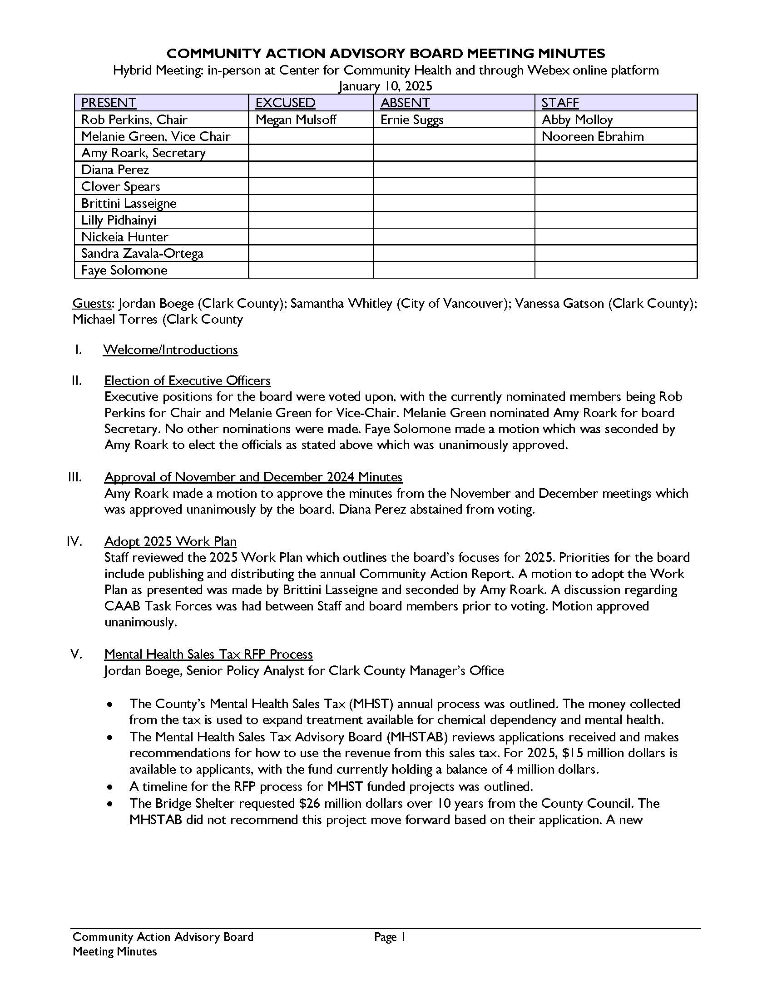 COMMUNITY ACTION ADVISORY BOARD MEETING MINUTES
Hybrid Meeting: in-person at Center for Community Health and through Webex online platform
January 10, 2025
PRESENT EXCUSED ABSENT STAFF
Rob Perkins, Chair Megan Mulsoff Ernie Suggs Abby Molloy
Melanie Green, Vice Chair Nooreen Ebrahim
Amy Roark, Secretary
Diana Perez
Clover Spears
Brittini Lasseigne
Lilly Pidhainyi
Nickeia Hunter
Sandra Zavala-Ortega
Faye Solomone
Guests: Jordan Boege (Clark County); Samantha Whitley (City of Vancouver); Vanessa Gatson (Clark County);
Michael Torres (Clark County
I. Welcome/Introductions
II. Election of Executive Officers
Executive positions for the board were voted upon, with the currently nominated members being Rob
Perkins for Chair and Melanie Green for Vice-Chair. Melanie Green nominated Amy Roark for board
Secretary. No other nominations were made. Faye Solomone made a motion which was seconded by
Amy Roark to elect the officials as stated above which was unanimously approved.
III. Approval of November and December 2024 Minutes
Amy Roark made a motion to approve the minutes from the November and December meetings which
was approved unanimously by the board. Diana Perez abstained from voting.
IV. Adopt 2025 Work Plan
Staff reviewed the 2025 Work Plan which outlines the board's focuses for 2025. Priorities for the board
include publishing and distributing the annual Community Action Report. A motion to adopt the Work
Plan as presented was made by Brittini Lasseigne and seconded by Amy Roark. A discussion regarding
CAAB Task Forces was had between Staff and board members prior to voting. Motion approved
unanimously.
V. Mental Health Sales Tax RFP Process
Jordan Boege, Senior Policy Analyst for Clark County Manager's Office
• The County's Mental Health Sales Tax (MHST) annual process was outlined. The money collected
from the tax is used to expand treatment available for chemical dependency and mental health.
• The Mental Health Sales Tax Advisory Board (MHSTAB) reviews applications received and makes
recommendations for how to use the revenue from this sales tax. For 2025, $15 million dollars is
available to applicants, with the fund currently holding a balance of 4 million dollars.
• A timeline for the RFP process for MHST funded projects was outlined.
• The Bridge Shelter requested $26 million dollars over 10 years from the County Council. The
MHSTAB did not recommend this project move forward based on their application. A new
Community Action Advisory Board Page 1
Meeting Minutes